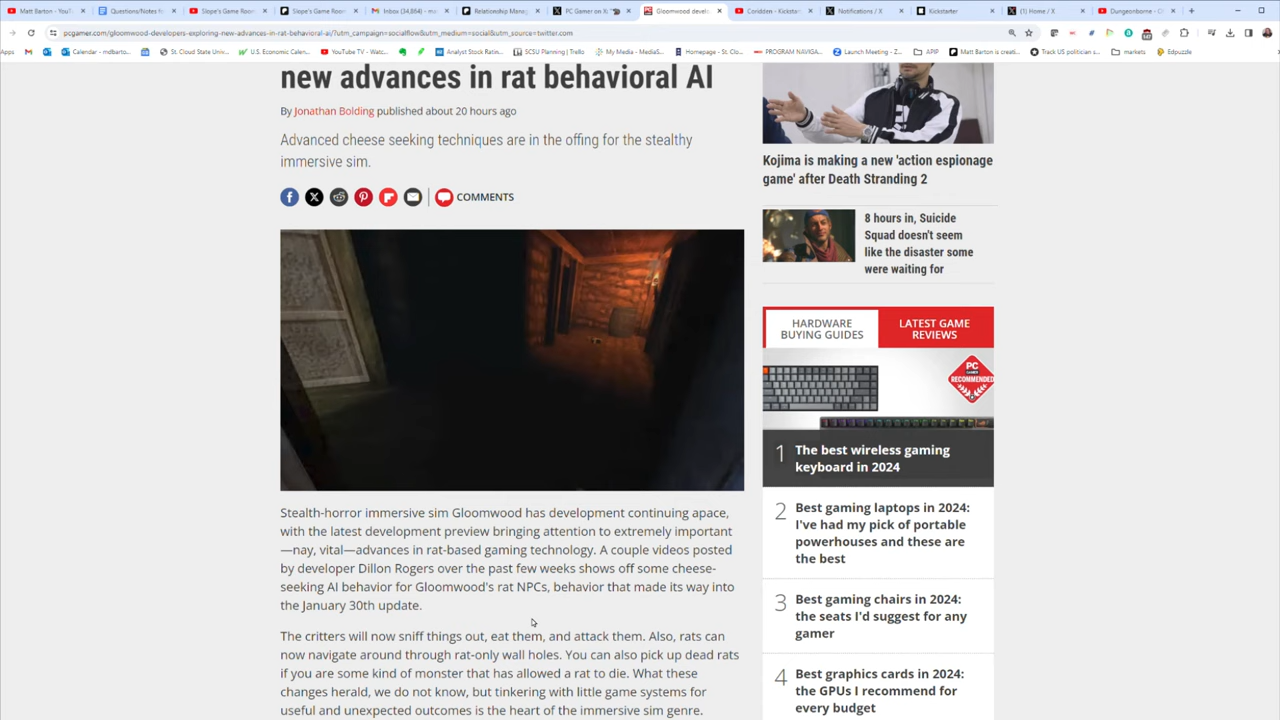 Matt Barton - YouT
Questions/Notes f
Slope's Game Room
Slope's Game Room
Inbox (34,864) - m
Relationship Manag
PC Gamer on X:
Gloomwood develo
Coridden - Kickstar
Notifications / X
Kickstarter
(1) Home / X
Dungeonborne - C
pcgamer.com/gloomwood-developers-exploring-new-advances-in-rat-behavioral-ai/?utm_campaign=socialflow&utm_medium=social&utm_source=twitter.com
Apps
M
Calendar - mdbarto...
St. Cloud State Univ...
U.S. Economic Calen...
YouTube TV - Watc...
Analyst Stock Ratin...
SCSU Planning | Trello
My Media - MediaS...
Homepage - St. Clo...
PROGRAM NAVIGA...
Launch Meeting - Z...
APIP
Matt Barton is creati...
Track US politician s...
markets
Edpuzzle
new advances in rat behavioral AI
By Jonathan Bolding published about 20 hours ago
Advanced cheese seeking techniques are in the offing for the stealthy
immersive sim.
COMMENTS
Stealth-horror immersive sim Gloomwood has development continuing apace,
with the latest development preview bringing attention to extremely important
—nay, vital—advances in rat-based gaming technology. A couple videos posted
by developer Dillon Rogers over the past few weeks shows off some cheese-
seeking AI behavior for Gloomwood's rat NPCs, behavior that made its way into
the January 30th update.
The critters will now sniff things out, eat them, and attack them. Also, rats can
now navigate around through rat-only wall holes. You can also pick up dead rats
if you are some kind of monster that has allowed a rat to die. What these
changes herald, we do not know, but tinkering with little game systems for
useful and unexpected outcomes is the heart of the immersive sim genre.
Kojima is making a new 'action espionage
game' after Death Stranding 2
8 hours in, Suicide
Squad doesn't seem
like the disaster some
were waiting for
HARDWARE
BUYING GUIDES
LATEST GAME
REVIEWS
PC
GAMER
RECOMMENDED
1
The best wireless gaming
keyboard in 2024
2
Best gaming laptops in 2024:
I've had my pick of portable
powerhouses and these are
the best
3
Best gaming chairs in 2024:
the seats I'd suggest for any
gamer
4
Best graphics cards in 2024:
the GPUs I recommend for
every budget